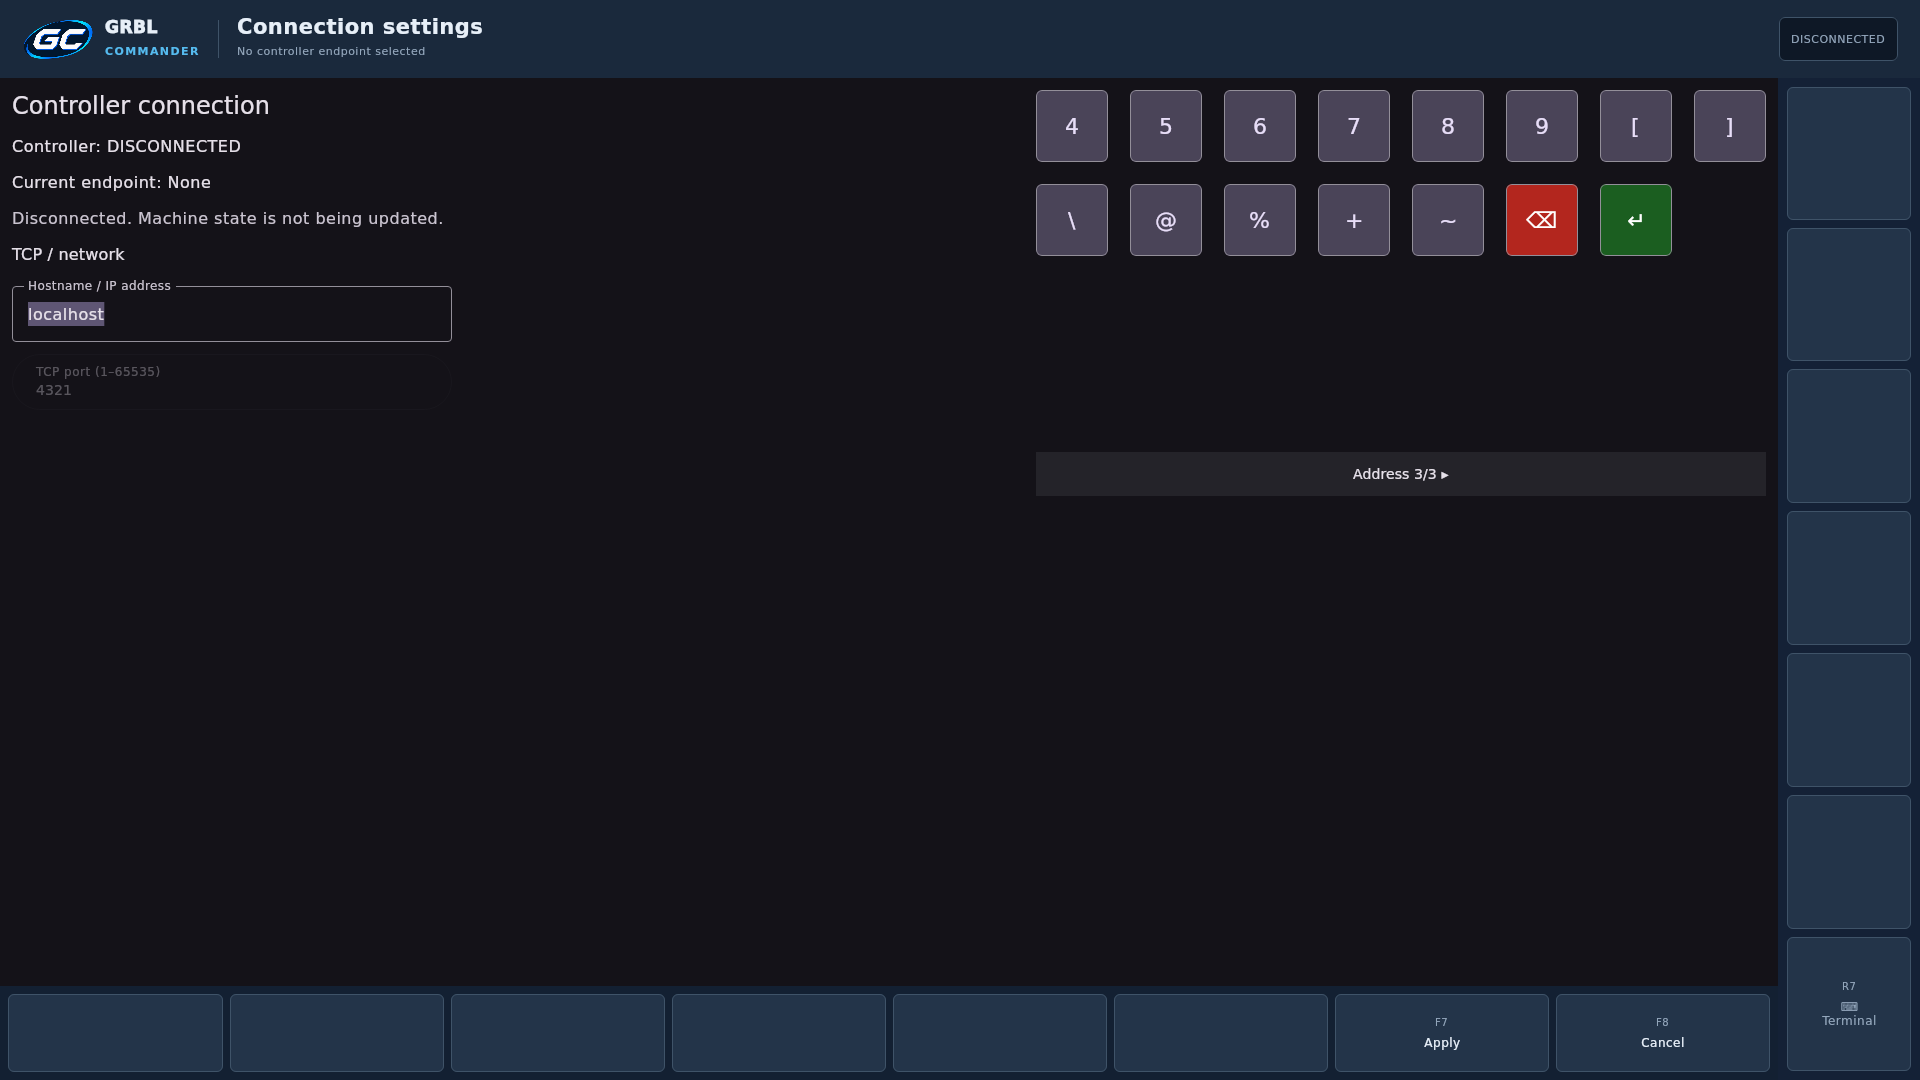 GC
GRBL
COMMANDER
Connection settings
No controller endpoint selected
DISCONNECTED
Controller connection
Controller: DISCONNECTED
Current endpoint: None
Disconnected. Machine state is not being updated.
TCP / network
Hostname / IP address
localhost
TCP port (1–65535)
4321
4 5 6 7 8 9 [ ]
\ @ % + ~ ⌫ ↵
Address 3/3 ▸
F7
Apply
F8
Cancel
R7
⌨
Terminal